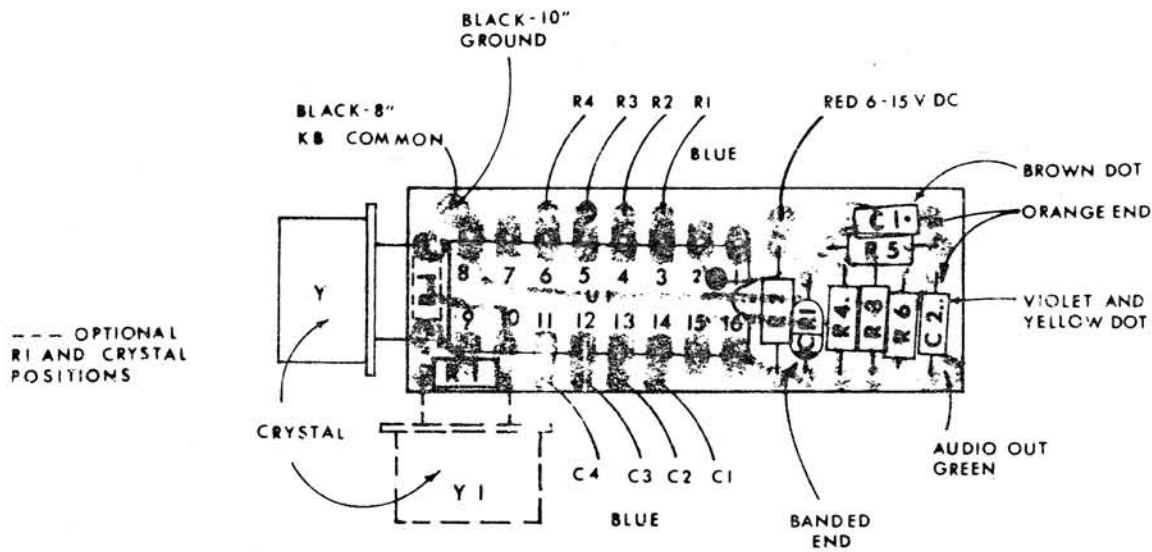 BLACK-10"
GROUND
BLACK-8"
KB COMMON
R4 R3 R2 R1
RED 6-15 V DC
BLUE
BROWN DOT
ORANGE END
C1.
R5
8 7 6 5 4 3 2 1
Y
R1
U1
VIOLET AND
YELLOW DOT
9 10 11 12 13 14 15 16
CR1
R4.
R6
C2..
--- OPTIONAL
R1 AND CRYSTAL
POSITIONS
R1
CRYSTAL
Y1
C4 C3 C2 C1
AUDIO OUT
GREEN
BLUE
BANDED
END